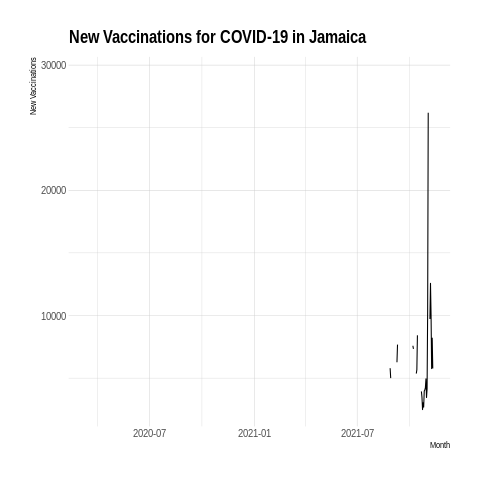 New Vaccinations for COVID-19 in Jamaica
New Vaccinations
30000
20000
10000
2020-07 2021-01 2021-07
Month